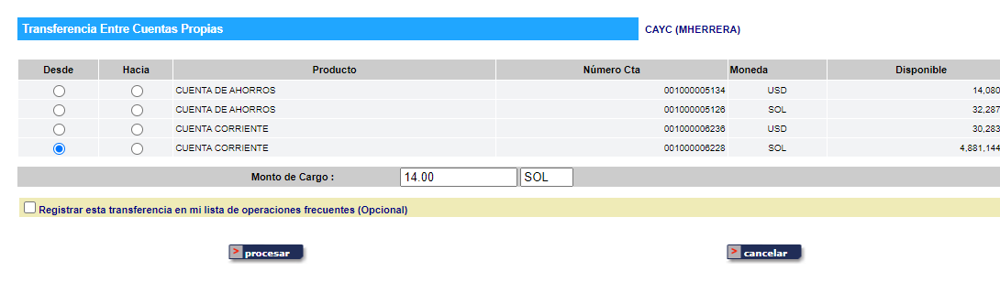 Transferencia Entre Cuentas Propias CAYC (MHERRERA)
Desde Hacia Producto Número Cta Moneda Disponible
CUENTA DE AHORROS 001000005134 USD 14,080
CUENTA DE AHORROS 001000005126 SOL 32,287
CUENTA CORRIENTE 001000006236 USD 30,283
CUENTA CORRIENTE 001000006228 SOL 4,881,144
Monto de Cargo : 14.00 SOL
Registrar esta transferencia en mi lista de operaciones frecuentes (Opcional)
> procesar > cancelar